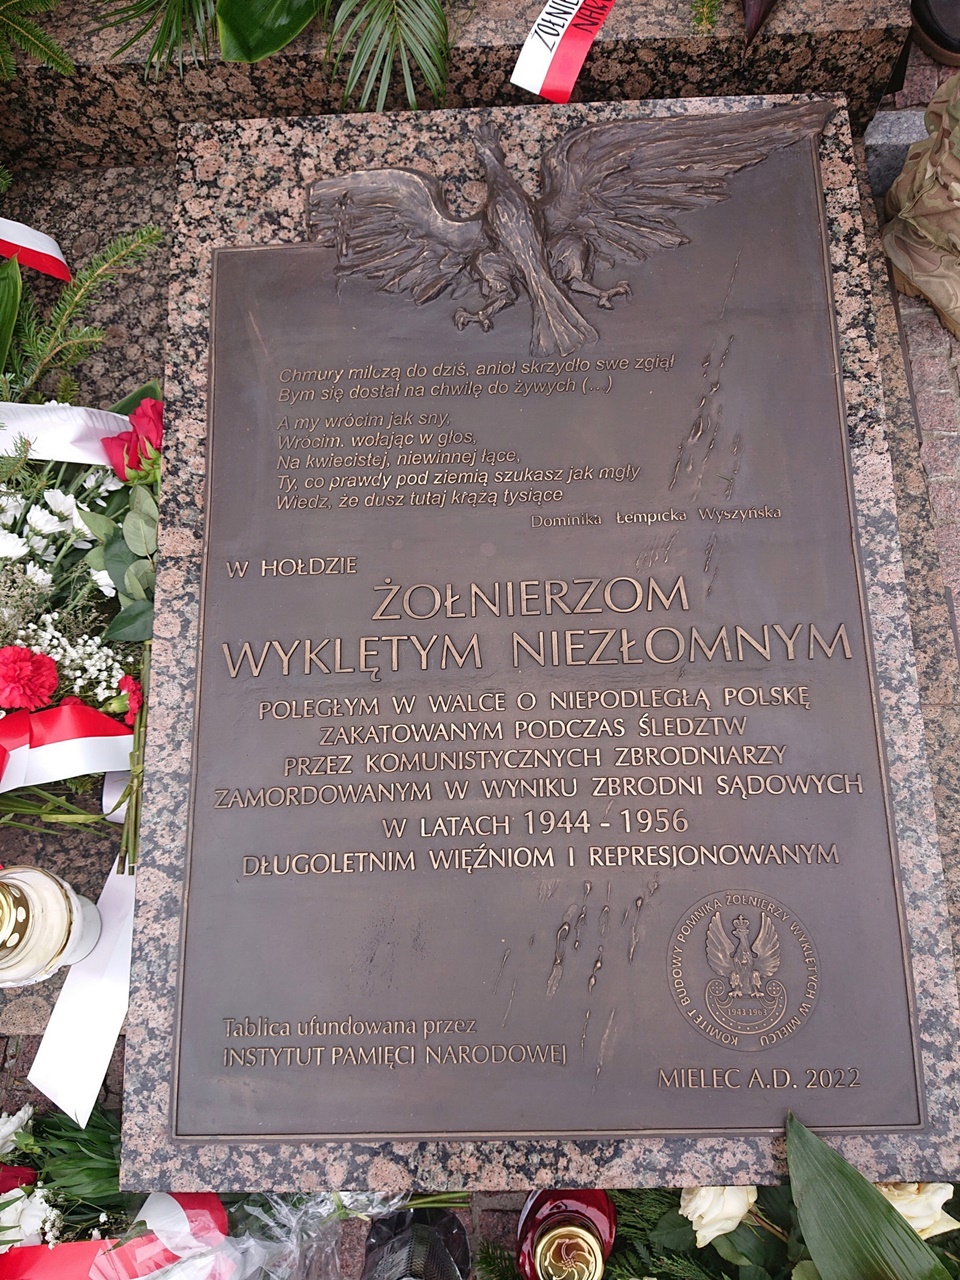 ŻOŁNIE
NAR
Chmury milczą do dziś, anioł skrzydło swe zgiął
Bym się dostał na chwilę do żywych (...)
A my wrócim jak sny,
Wrócim, wołając w głos,
Na kwiecistej, niewinnej łące,
Ty, co prawdy pod ziemią szukasz jak mgły
Wiedz, że dusz tutaj krążą tysiące
Dominika Łempicka Wyszyńska
W HOŁDZIE
ŻOŁNIERZOM
WYKLĘTYM NIEZŁOMNYM
POLEGŁYM W WALCE O NIEPODLEGŁĄ POLSKĘ
ZAKATOWANYM PODCZAS ŚLEDZTW
PRZEZ KOMUNISTYCZNYCH ZBRODNIARZY
ZAMORDOWANYM W WYNIKU ZBRODNI SĄDOWYCH
W LATACH 1944 - 1956
DŁUGOLETNIM WIĘŹNIOM I REPRESJONOWANYM
KOMITET BUDOWY POMNIKA ŻOŁNIERZY WYKLĘTYCH W MIELCU
1943-1963
Tablica ufundowana przez
INSTYTUT PAMIĘCI NARODOWEJ
MIELEC A.D. 2022